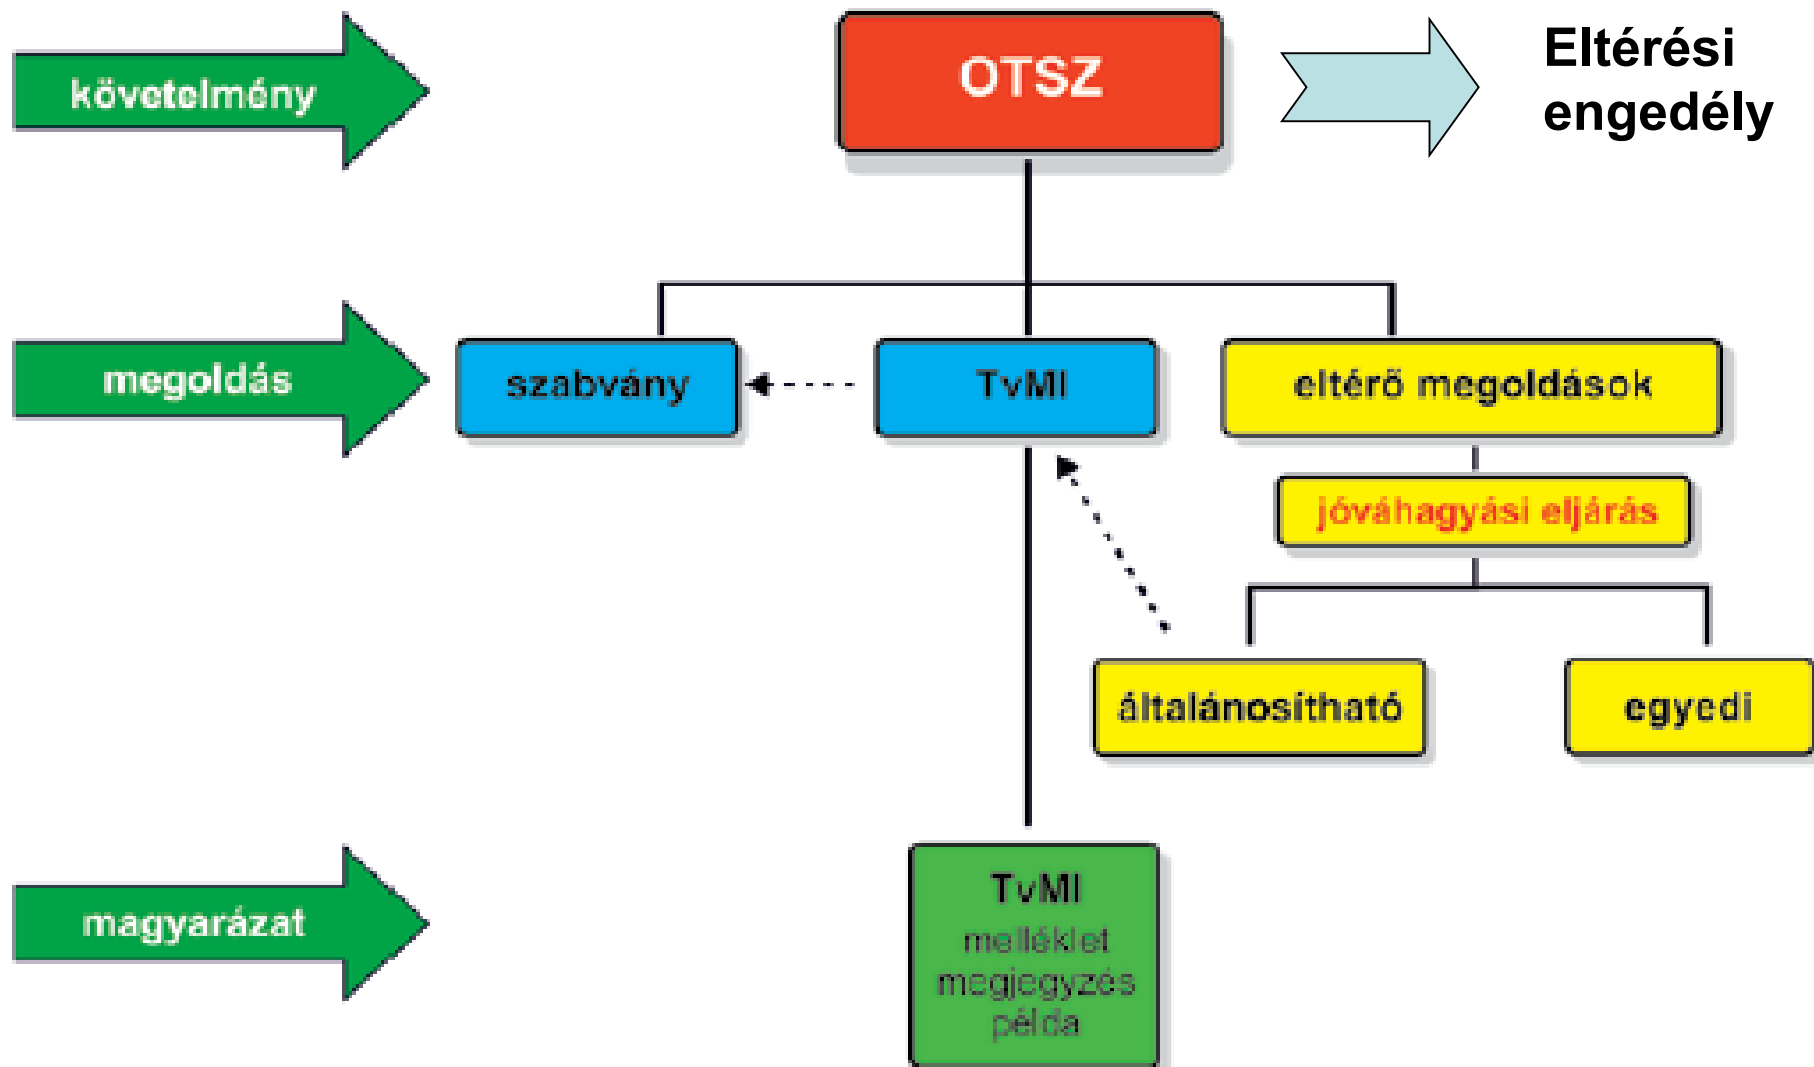 követelmény
OTSZ
Eltérési
engedély
megoldás
szabvány
TvMI
eltérő megoldások
jóváhagyási eljárás
általánosítható
egyedi
magyarázat
TvMI
melléklet
megjegyzés
példa